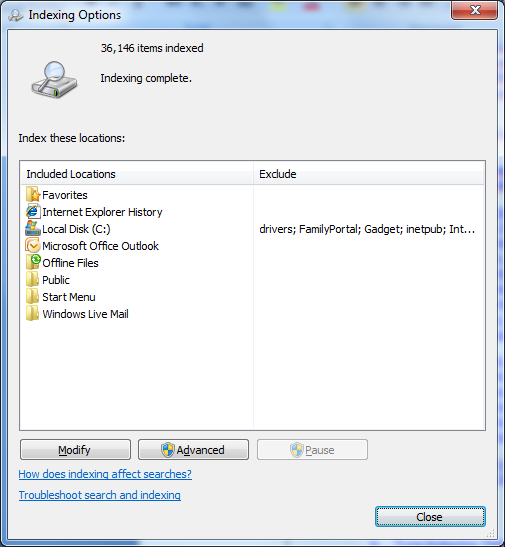 Indexing Options
36,146 items indexed
Indexing complete.
Index these locations:
Included Locations Exclude
Favorites
Internet Explorer History
Local Disk (C:) drivers; FamilyPortal; Gadget; inetpub; Int...
Microsoft Office Outlook
Offline Files
Public
Start Menu
Windows Live Mail
Modify Advanced Pause
How does indexing affect searches?
Troubleshoot search and indexing
Close